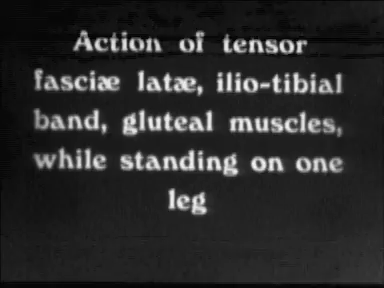 Action of tensor
fasciæ latæ, ilio-tibial
band, gluteal muscles,
while standing on one
leg